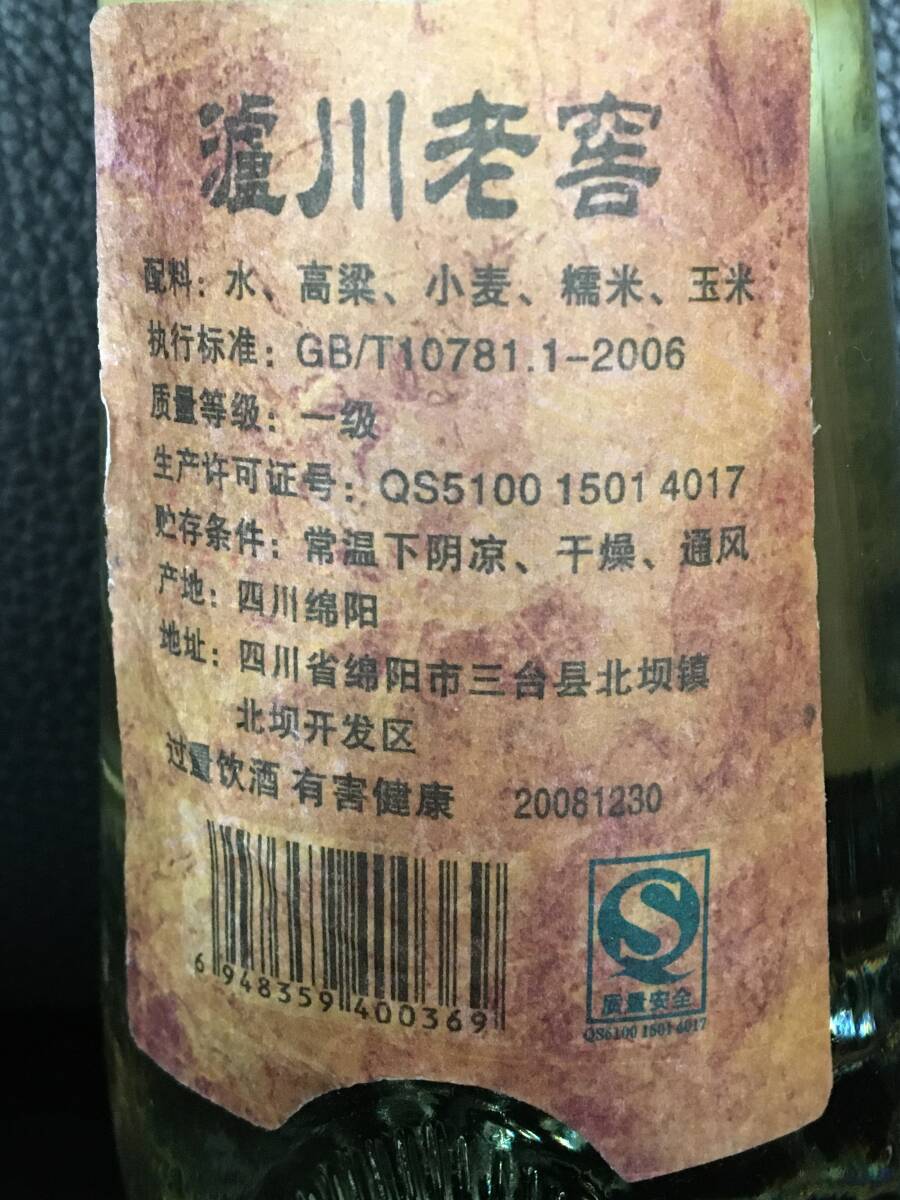 泸川老窖
配料：水、高粱、小麦、糯米、玉米
执行标准：GB/T10781.1-2006
质量等级：一级
生产许可证号：QS5100 1501 4017
贮存条件：常温下阴凉、干燥、通风
产地：四川绵阳
地址：四川省绵阳市三台县北坝镇
北坝开发区
过量饮酒 有害健康 20081230
6 948359 400369
质量安全
QS5100 1501 4017